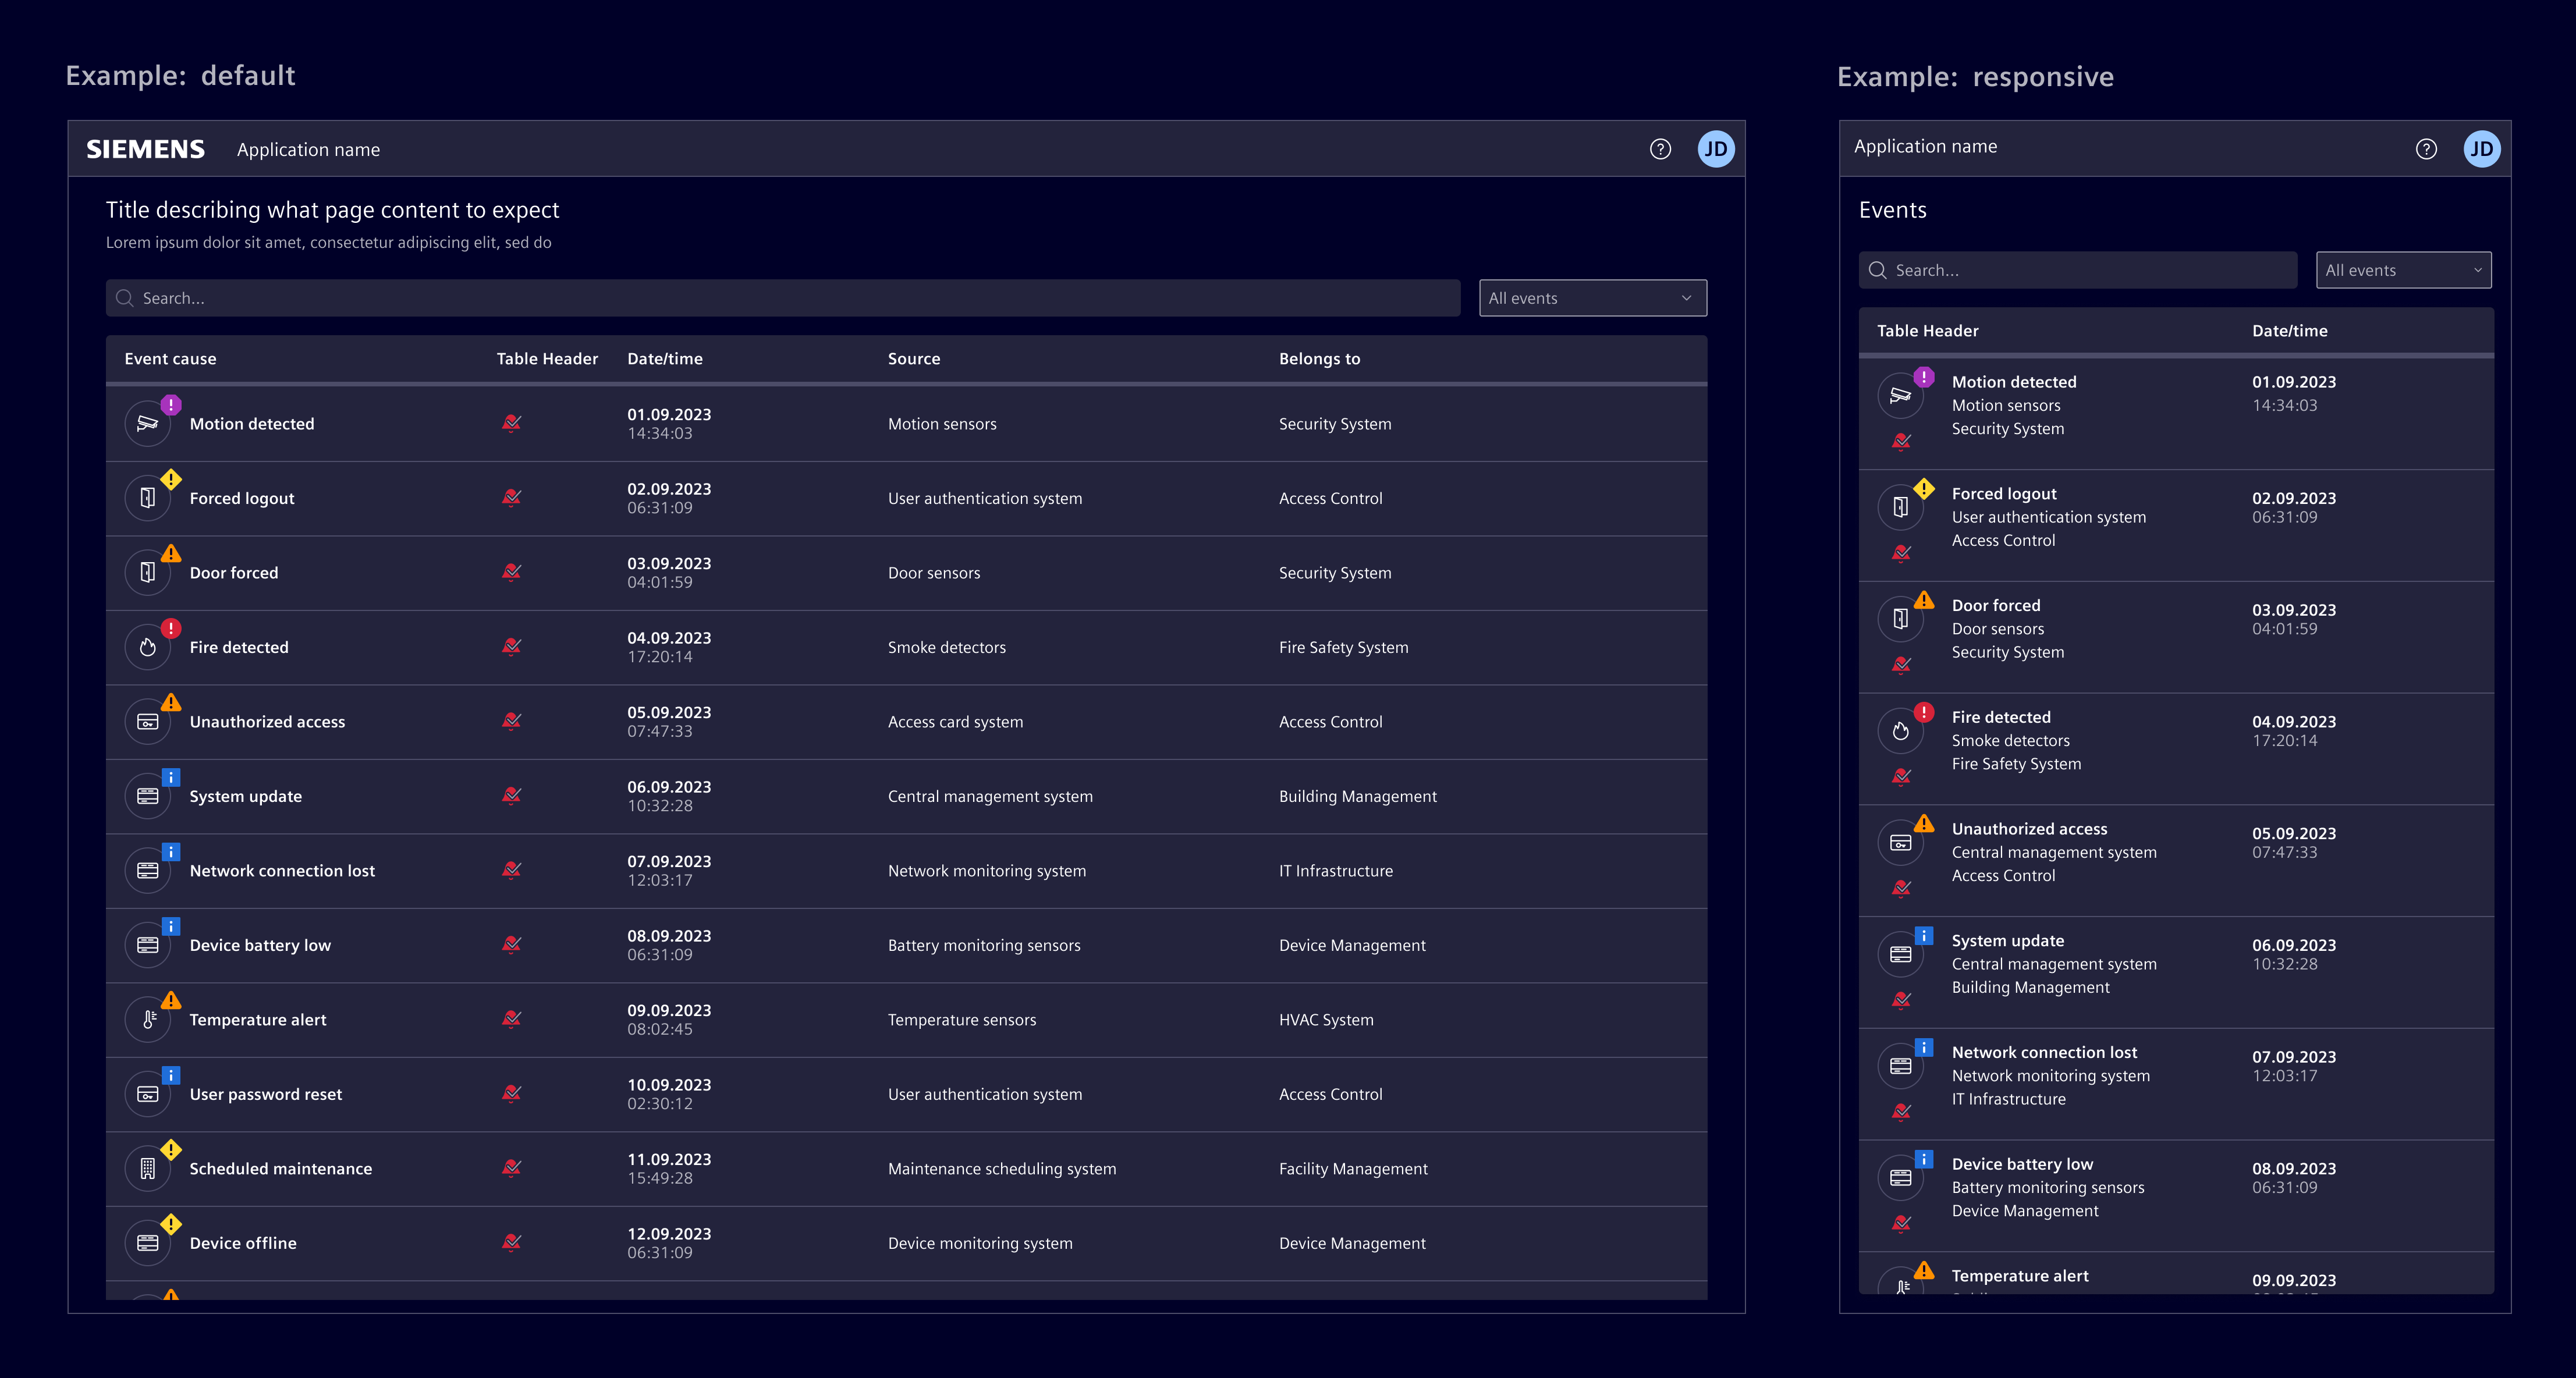 Example: default
SIEMENS Application name JD
Title describing what page content to expect
Lorem ipsum dolor sit amet, consectetur adipiscing elit, sed do
Search... All events
Event cause Table Header Date/time Source Belongs to
Motion detected 01.09.2023 14:34:03 Motion sensors Security System
Forced logout 02.09.2023 06:31:09 User authentication system Access Control
Door forced 03.09.2023 04:01:59 Door sensors Security System
Fire detected 04.09.2023 17:20:14 Smoke detectors Fire Safety System
Unauthorized access 05.09.2023 07:47:33 Access card system Access Control
System update 06.09.2023 10:32:28 Central management system Building Management
Network connection lost 07.09.2023 12:03:17 Network monitoring system IT Infrastructure
Device battery low 08.09.2023 06:31:09 Battery monitoring sensors Device Management
Temperature alert 09.09.2023 08:02:45 Temperature sensors HVAC System
User password reset 10.09.2023 02:30:12 User authentication system Access Control
Scheduled maintenance 11.09.2023 15:49:28 Maintenance scheduling system Facility Management
Device offline 12.09.2023 06:31:09 Device monitoring system Device Management
Example: responsive
Application name JD
Events
Search... All events
Table Header Date/time
Motion detected 01.09.2023
Motion sensors 14:34:03
Security System
Forced logout 02.09.2023
User authentication system 06:31:09
Access Control
Door forced 03.09.2023
Door sensors 04:01:59
Security System
Fire detected 04.09.2023
Smoke detectors 17:20:14
Fire Safety System
Unauthorized access 05.09.2023
Central management system 07:47:33
Access Control
System update 06.09.2023
Central management system 10:32:28
Building Management
Network connection lost 07.09.2023
Network monitoring system 12:03:17
IT Infrastructure
Device battery low 08.09.2023
Battery monitoring sensors 06:31:09
Device Management
Temperature alert 09.09.2023